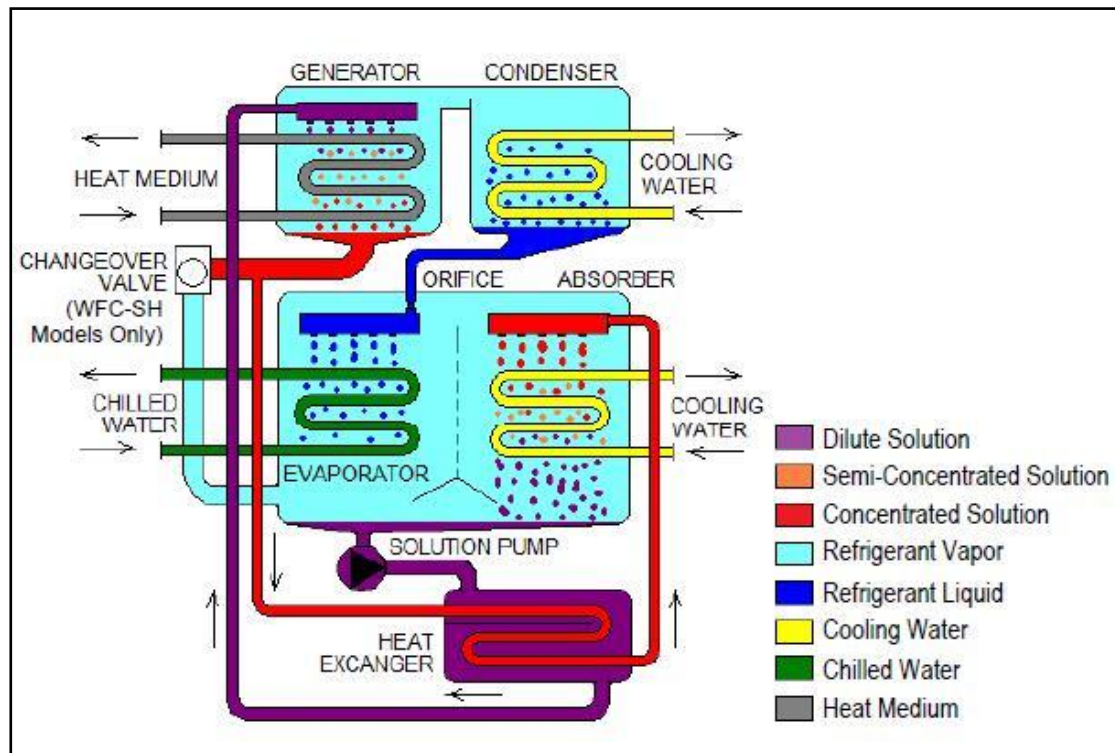 GENERATOR
CONDENSER
HEAT MEDIUM
COOLING
WATER
CHANGEOVER
VALVE
(WFC-SH
Models Only)
ORIFICE
ABSORBER
CHILLED
WATER
COOLING
WATER
EVAPORATOR
SOLUTION PUMP
HEAT
EXCANGER
Dilute Solution
Semi-Concentrated Solution
Concentrated Solution
Refrigerant Vapor
Refrigerant Liquid
Cooling Water
Chilled Water
Heat Medium